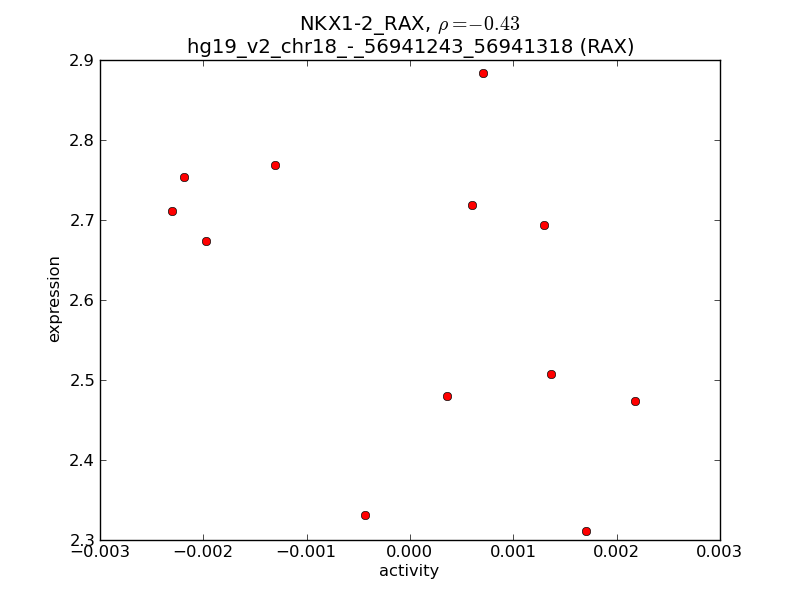 NKX1-2_RAX, ρ=−0.43
hg19_v2_chr18_-_56941243_56941318 (RAX)
2.9
2.8
2.7
2.6
2.5
2.4
2.3
expression
−0.003 −0.002 −0.001 0.000 0.001 0.002 0.003
activity